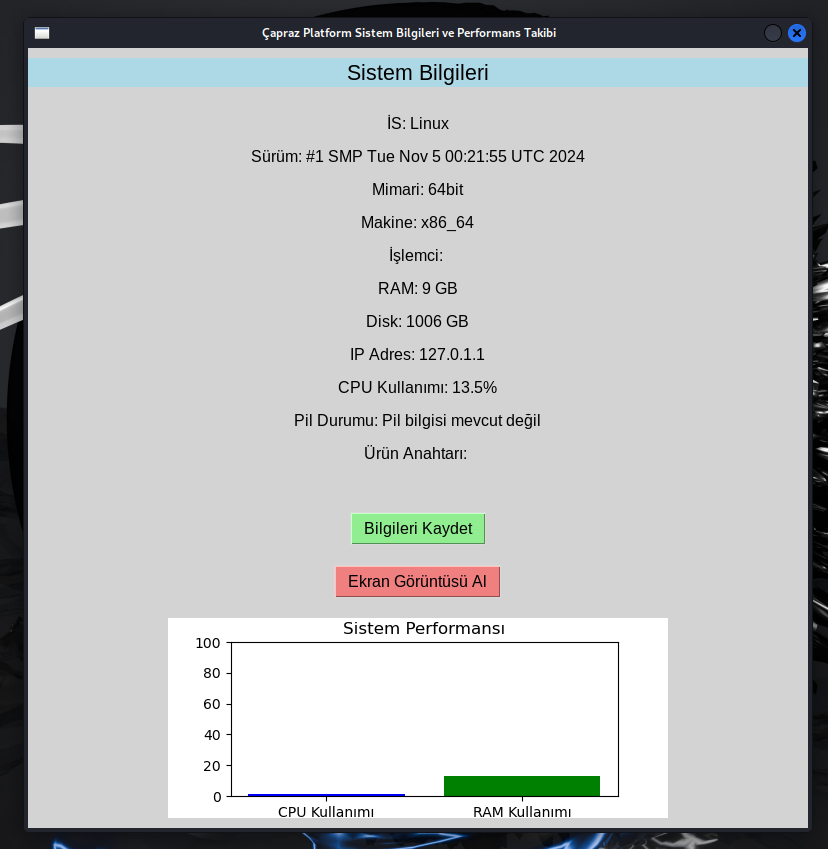 Çapraz Platform Sistem Bilgileri ve Performans Takibi
Sistem Bilgileri
İS: Linux
Sürüm: #1 SMP Tue Nov 5 00:21:55 UTC 2024
Mimari: 64bit
Makine: x86_64
İşlemci:
RAM: 9 GB
Disk: 1006 GB
IP Adres: 127.0.1.1
CPU Kullanımı: 13.5%
Pil Durumu: Pil bilgisi mevcut değil
Ürün Anahtarı:
Bilgileri Kaydet
Ekran Görüntüsü Al
Sistem Performansı
100
80
60
40
20
0
CPU Kullanımı RAM Kullanımı